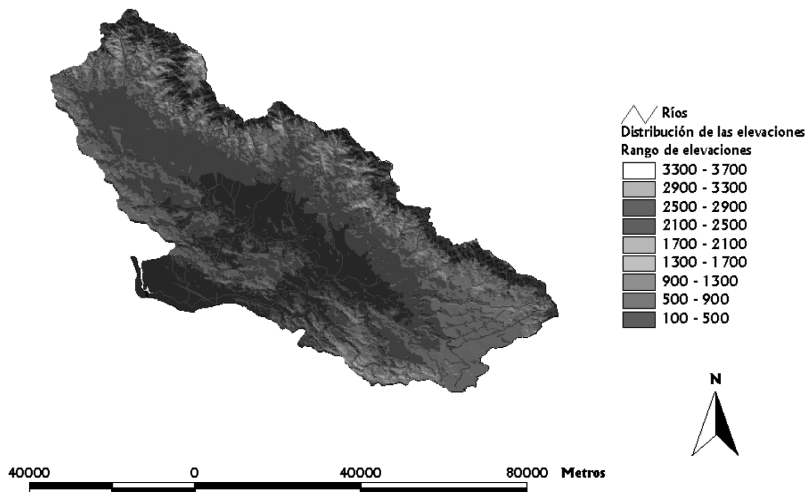 Ríos
Distribución de las elevaciones
Rango de elevaciones
3300 - 3700
2900 - 3300
2500 - 2900
2100 - 2500
1700 - 2100
1300 - 1700
900 - 1300
500 - 900
100 - 500
N
40000 0 40000 80000 Metros